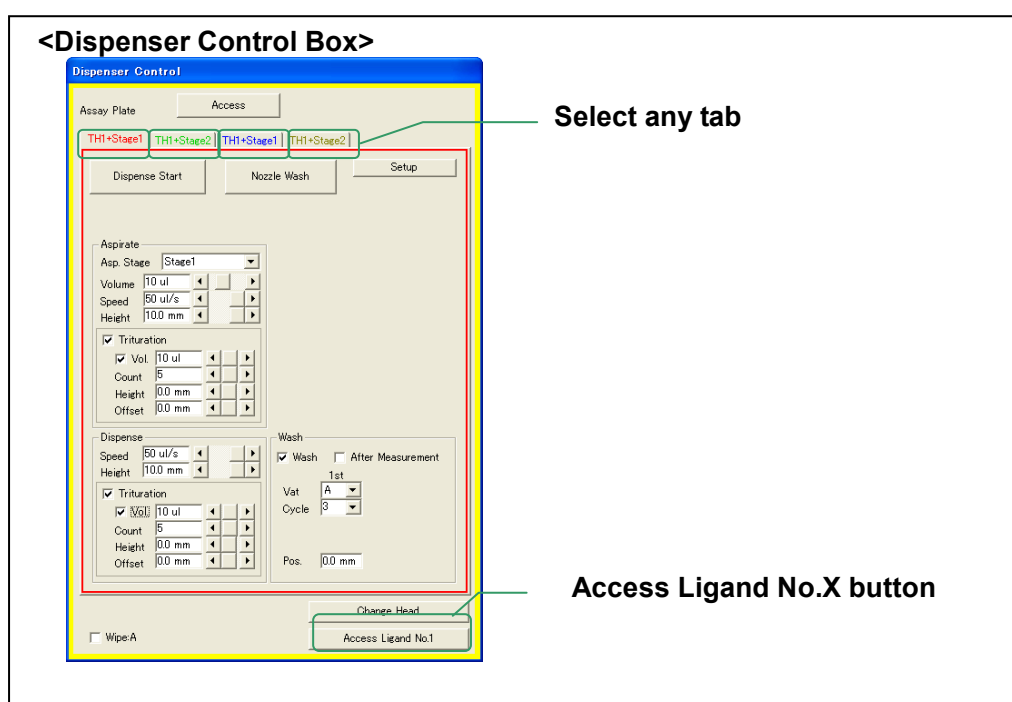 <Dispenser Control Box>
Dispenser Control
Assay Plate Access
Select any tab
TH1+Stage1 TH1+Stage2 TH1+Stage1 TH1+Stage2
Dispense Start Nozzle Wash Setup
Aspirate
Asp. Stage Stage1
Volume 10 ul
Speed 50 ul/s
Height 10.0 mm
Trituration
Vol. 10 ul
Count 5
Height 0.0 mm
Offset 0.0 mm
Dispense
Speed 50 ul/s
Height 10.0 mm
Trituration
Vol. 10 ul
Count 5
Height 0.0 mm
Offset 0.0 mm
Wash
Wash After Measurement
1st
Vat A
Cycle 3
Pos. 0.0 mm
Access Ligand No.X button
Change Head
Wipe:A Access Ligand No.1